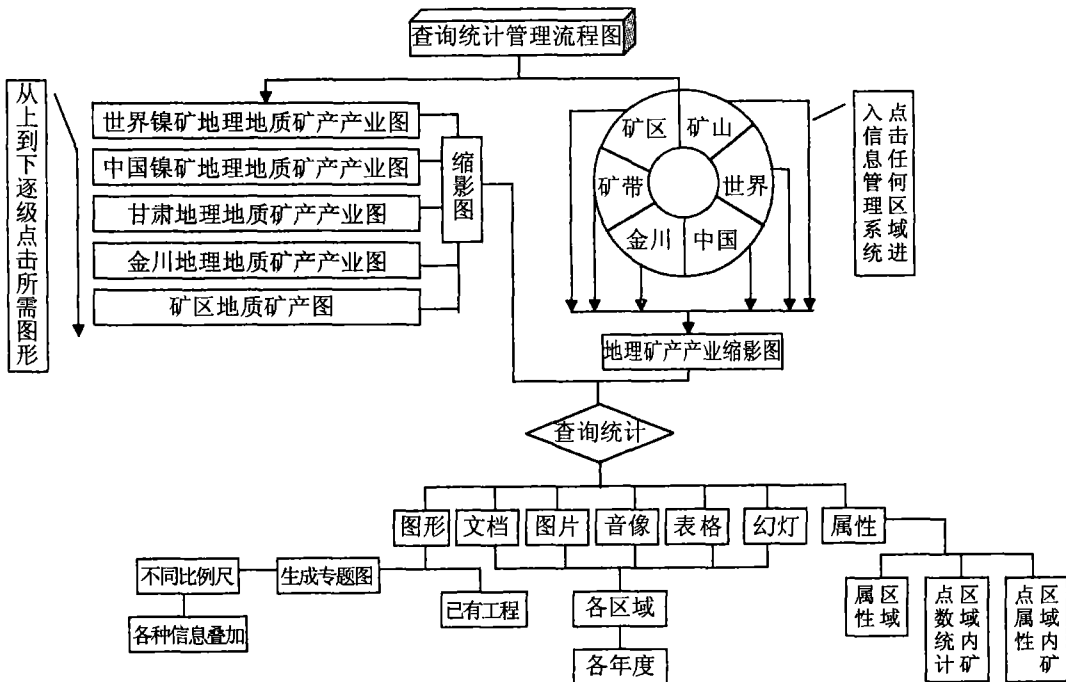 查询统计管理流程图
从上到下逐级点击所需图形
世界镍矿地理地质矿产产业图
中国镍矿地理地质矿产产业图
甘肃地理地质矿产产业图
金川地理地质矿产产业图
矿区地质矿产图
缩影图
矿区
矿山
矿带
世界
金川
中国
点击任何区域进
入信息管理系统
地理矿产产业缩影图
查询统计
图形
文档
图片
音像
表格
幻灯
属性
不同比例尺
生成专题图
已有工程
各种信息叠加
各区域
各年度
区域
属性
区域内矿
点数统计
区域内矿
点属性